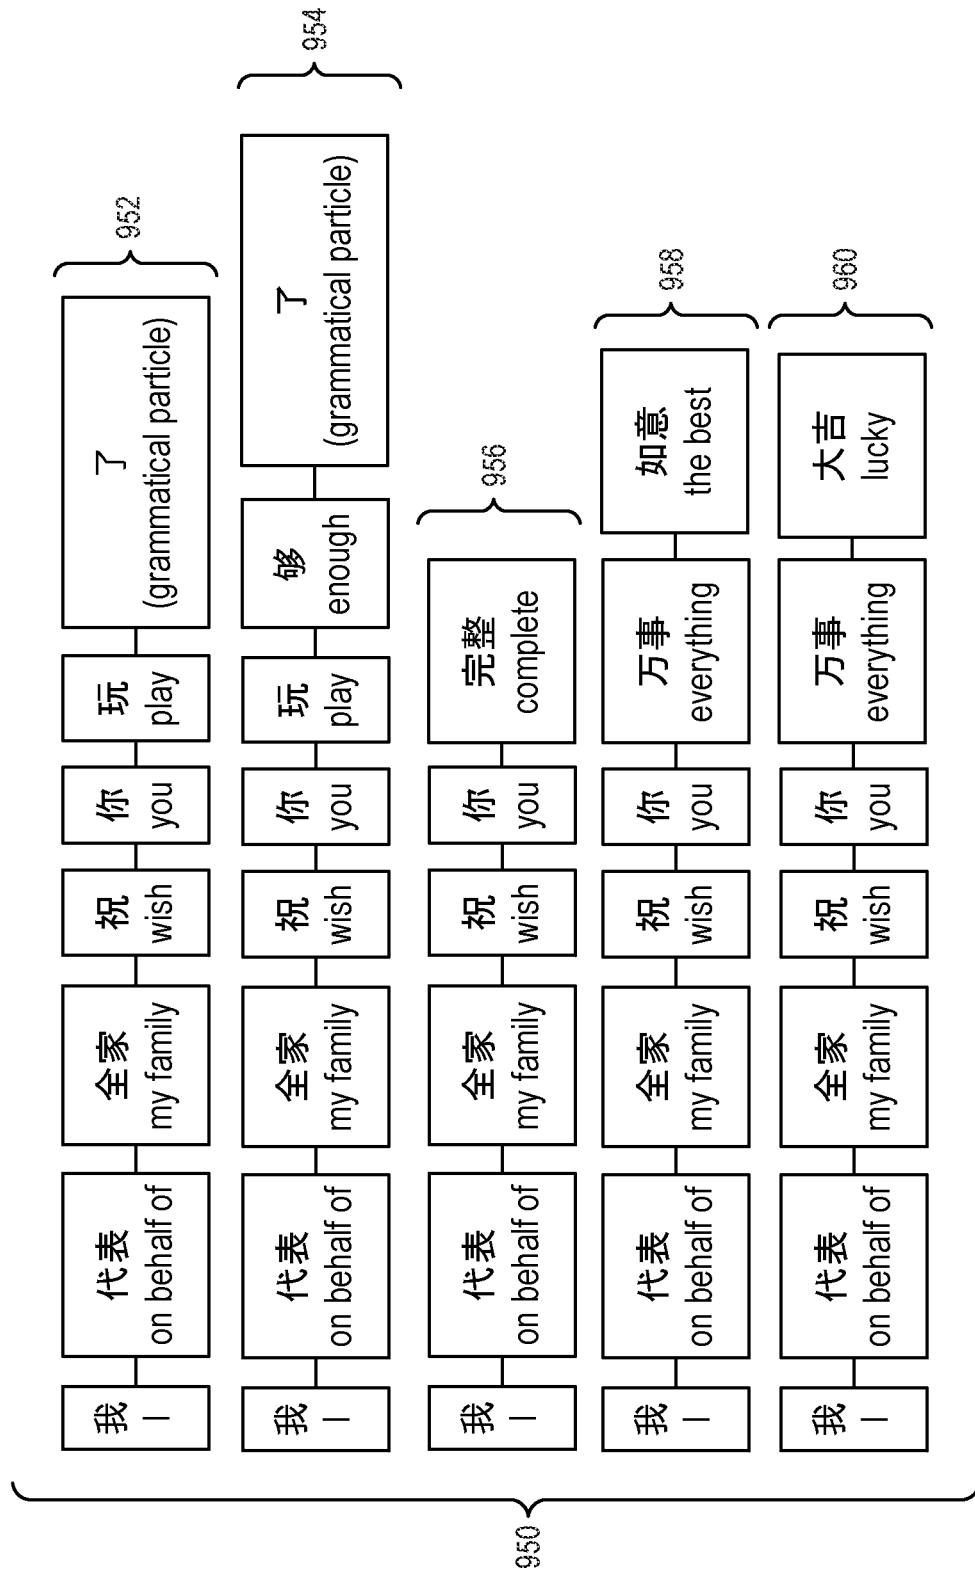 950
我
I
代表
on behalf of
全家
my family
祝
wish
你
you
玩
play
了
(grammatical particle)
952
我
I
代表
on behalf of
全家
my family
祝
wish
你
you
玩
play
够
enough
了
(grammatical particle)
954
我
I
代表
on behalf of
全家
my family
祝
wish
你
you
完整
complete
956
我
I
代表
on behalf of
全家
my family
祝
wish
你
you
万事
everything
如意
the best
958
我
I
代表
on behalf of
全家
my family
祝
wish
你
you
万事
everything
大吉
lucky
960